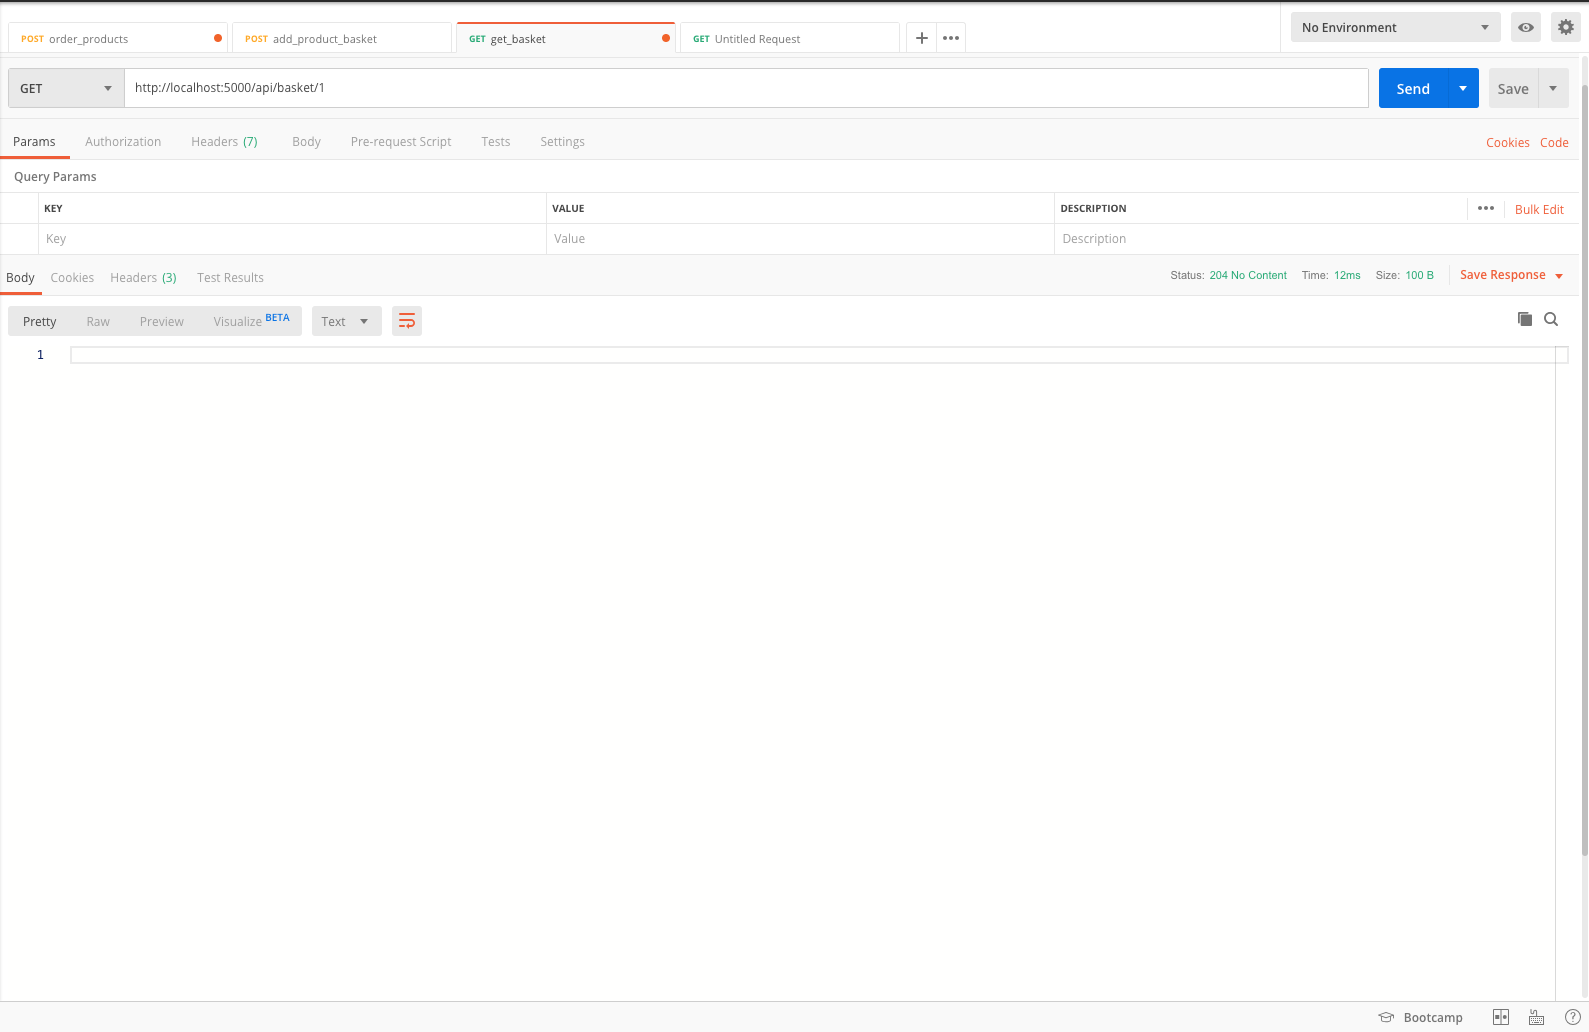 POST order_products POST add_product_basket GET get_basket GET Untitled Request No Environment
GET http://localhost:5000/api/basket/1 Send Save
Params Authorization Headers (7) Body Pre-request Script Tests Settings Cookies Code
Query Params
KEY VALUE DESCRIPTION Bulk Edit
Key Value Description
Body Cookies Headers (3) Test Results Status: 204 No Content Time: 12ms Size: 100 B Save Response
Pretty Raw Preview Visualize BETA Text
1
Bootcamp